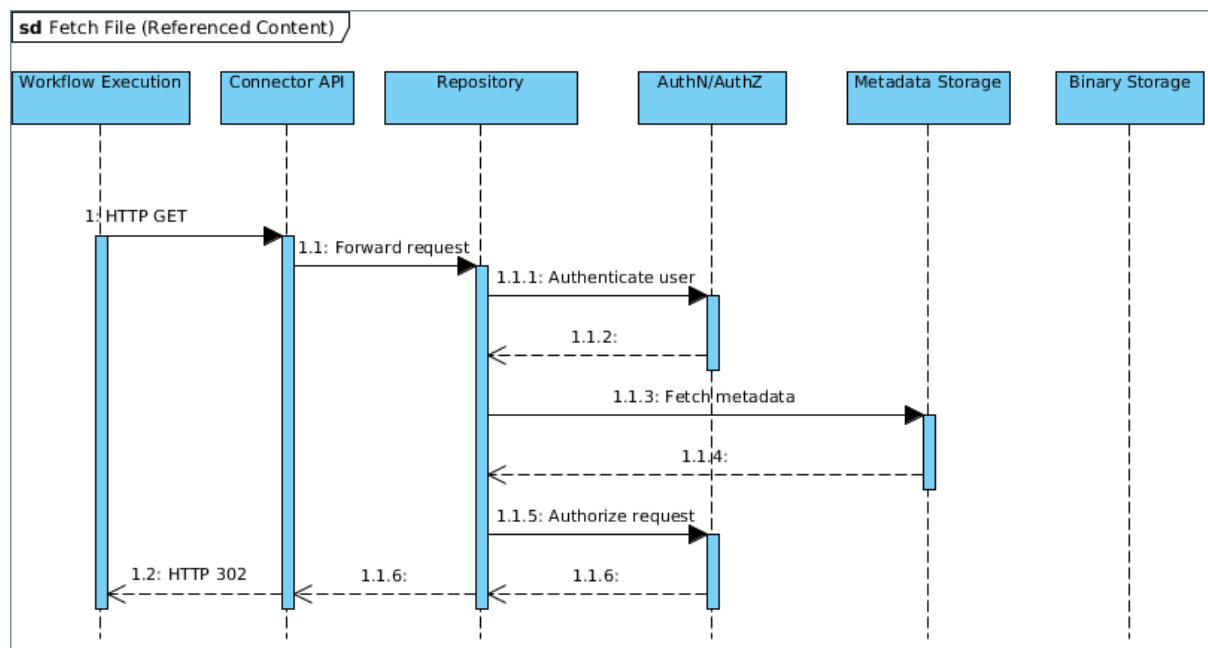 sd Fetch File (Referenced Content)
Workflow Execution
Connector API
Repository
AuthN/AuthZ
Metadata Storage
Binary Storage
1: HTTP GET
1.1: Forward request
1.1.1: Authenticate user
1.1.2:
1.1.3: Fetch metadata
1.1.4:
1.1.5: Authorize request
1.2: HTTP 302
1.1.6:
1.1.6: